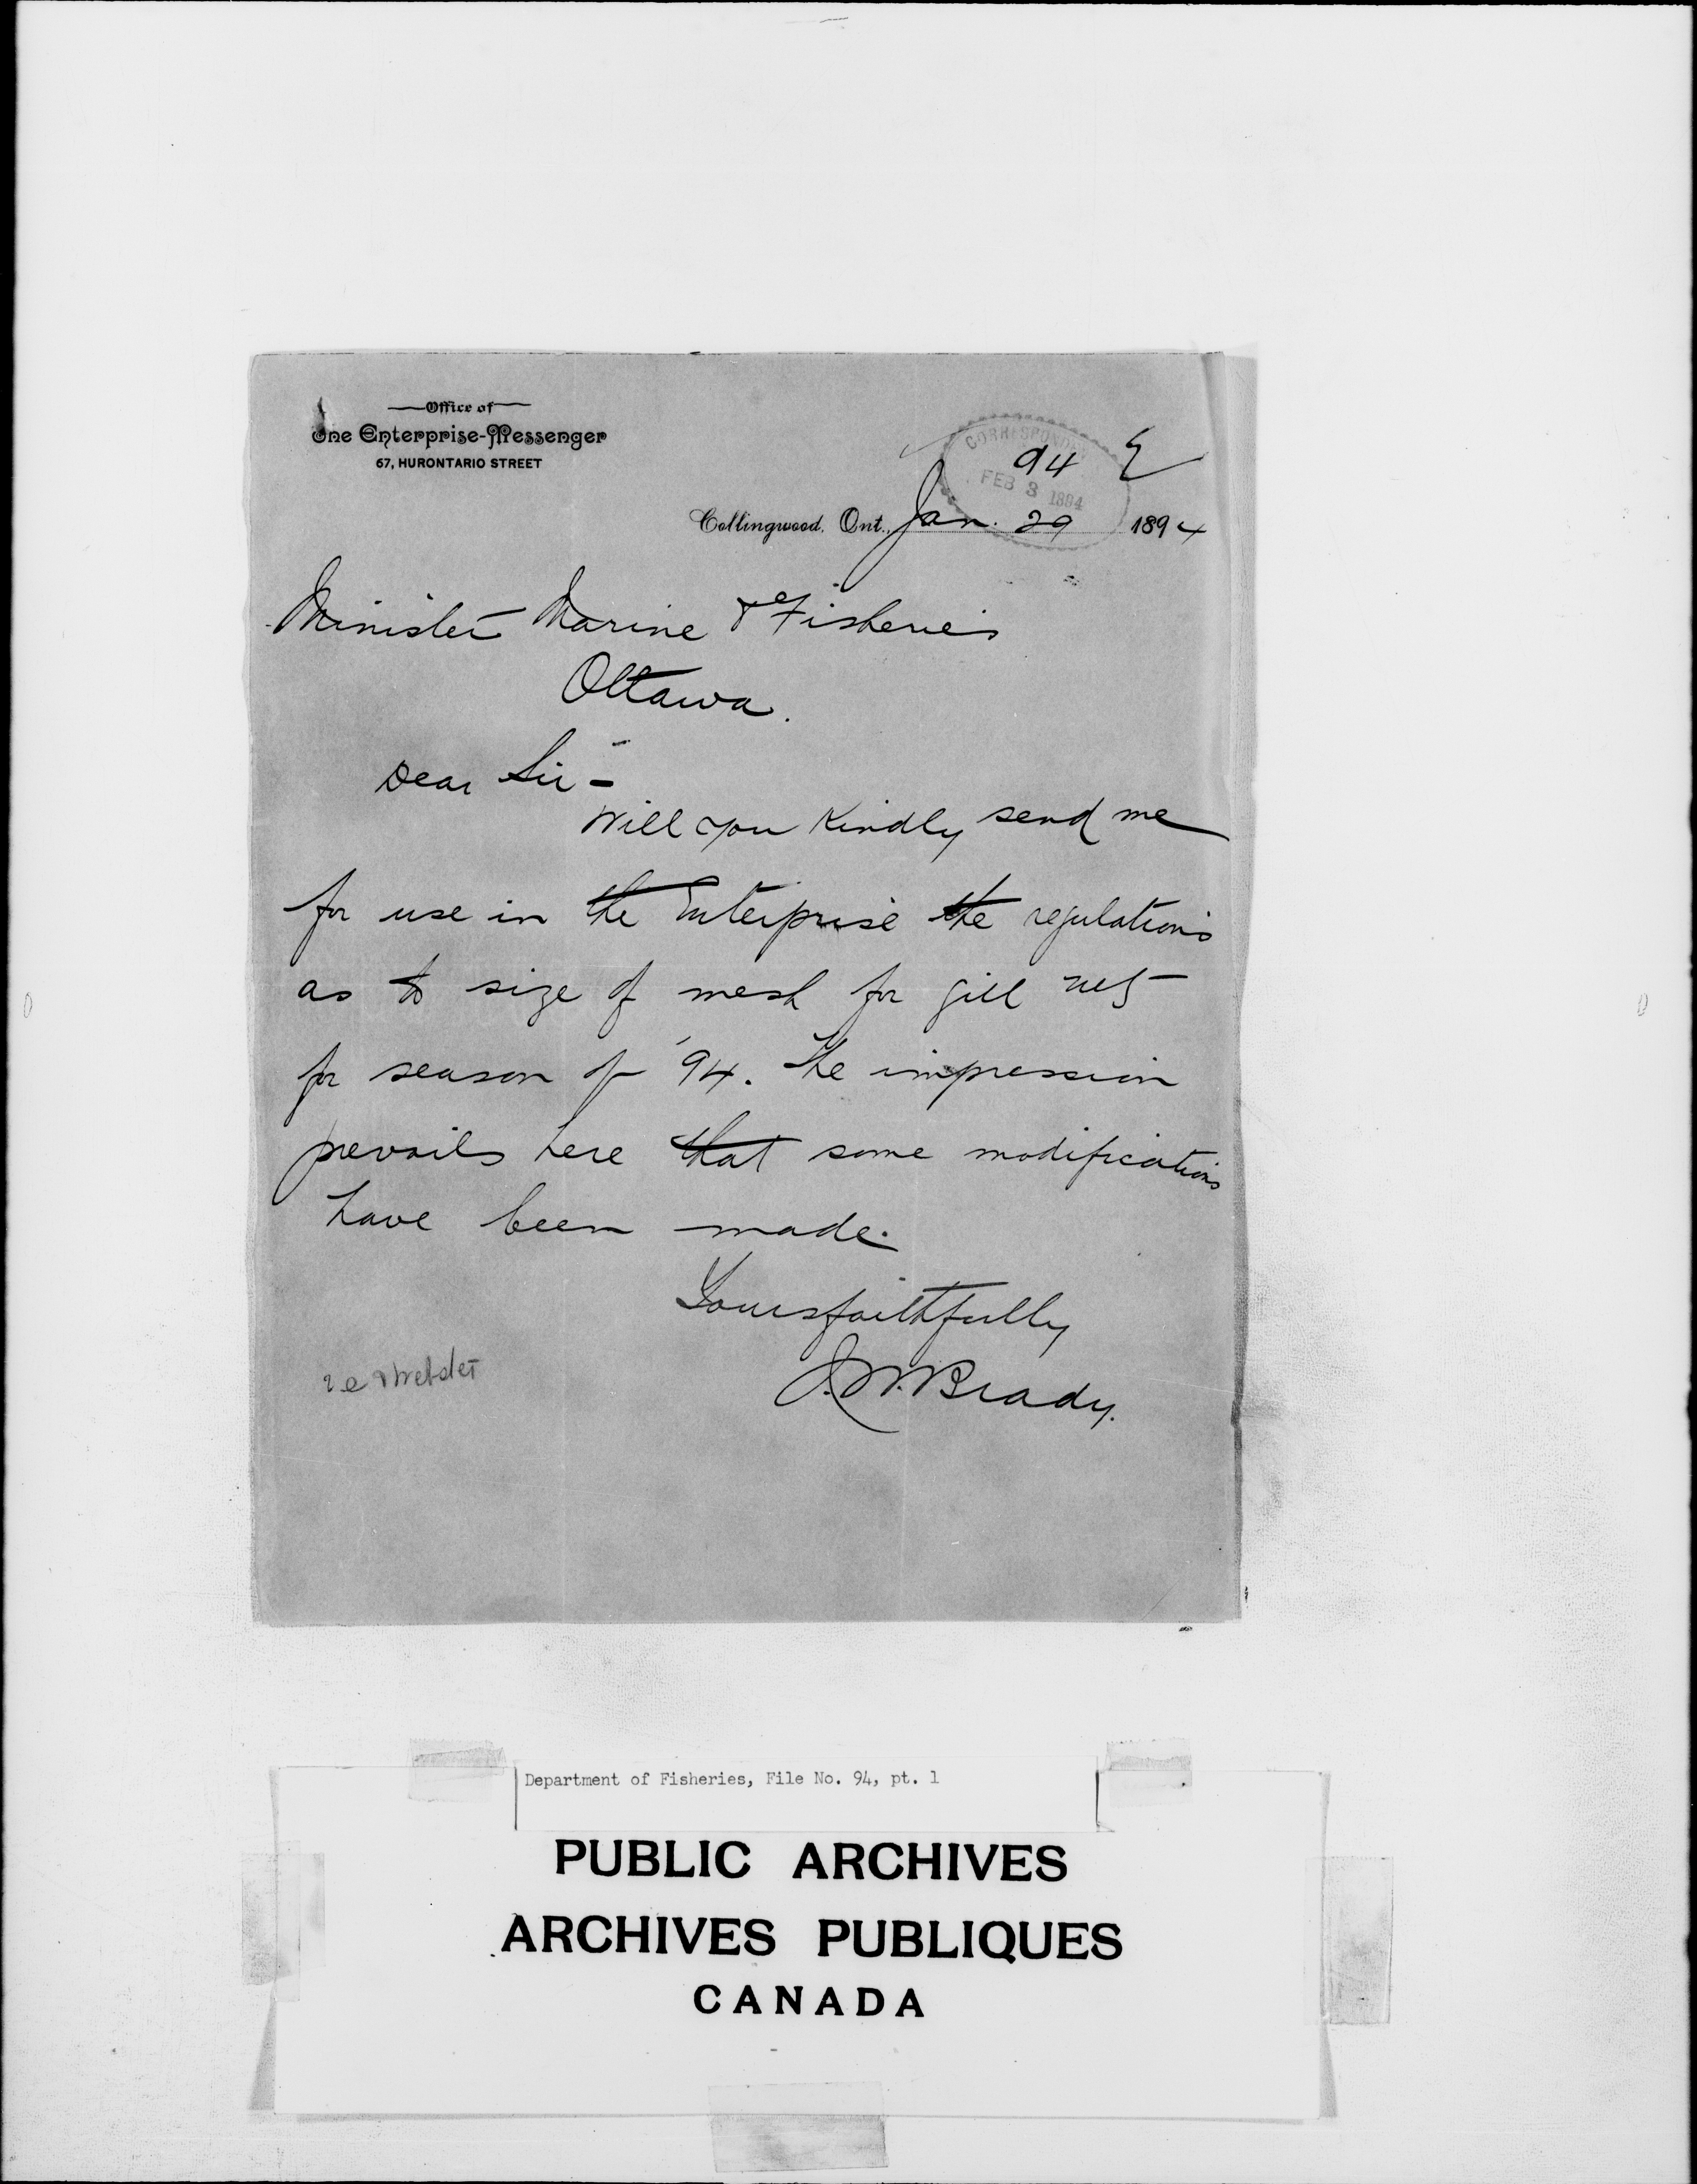 Office of
The Enterprise-Messenger
67, HURONTARIO STREET
CORRESPONDE
94
FEB 3 1894
Collingwood, Ont., Jan. 29 1894
Minister Marine & Fisheries
Ottawa.
Dear Sir -
Will you Kindly send me
for use in the Enterprise the regulations
as to size of mesh for gill nets
for season of '94. The impression
prevails here that some modifications
have been made.
Yours faithfully
J.W. Brady.
Department of Fisheries, File No. 94, pt. 1
PUBLIC ARCHIVES
ARCHIVES PUBLIQUES
CANADA